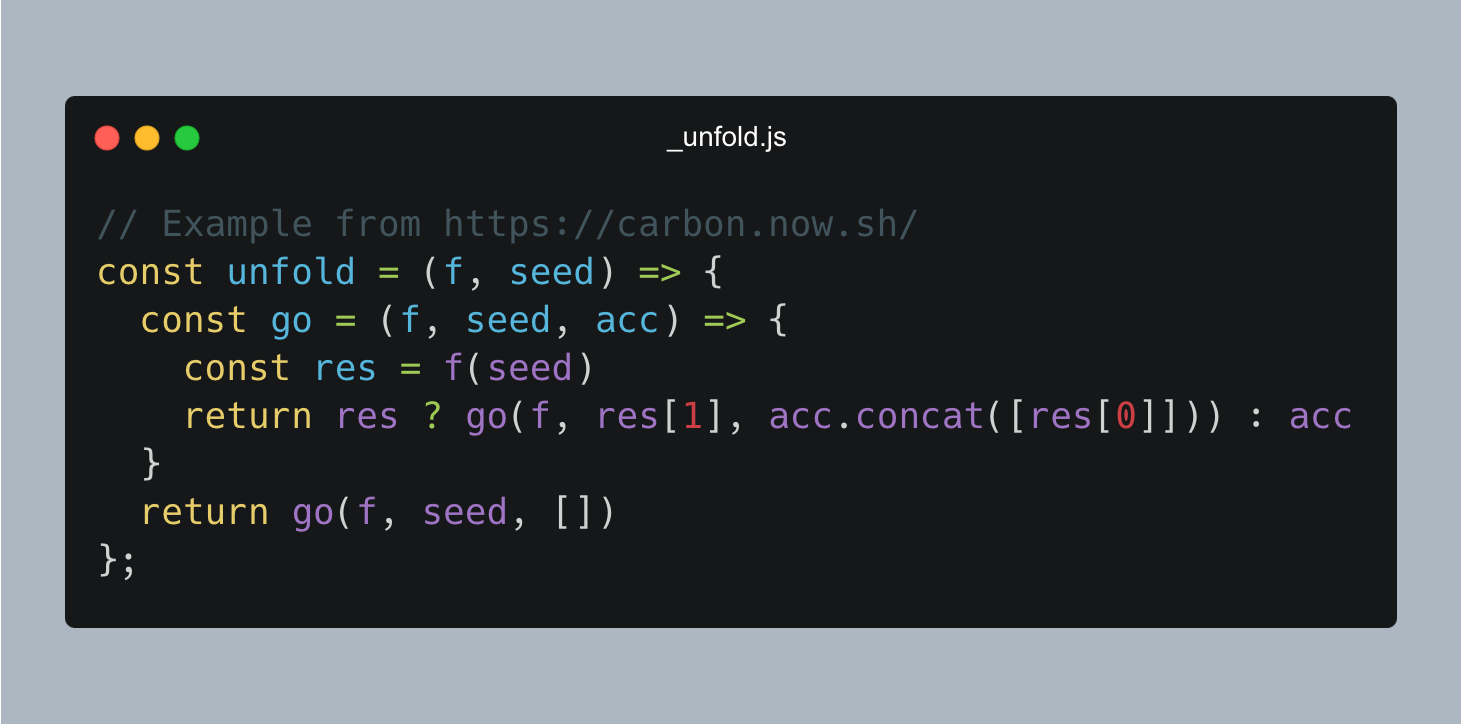 _unfold.js
// Example from https://carbon.now.sh/
const unfold = (f, seed) => {
  const go = (f, seed, acc) => {
    const res = f(seed)
    return res ? go(f, res[1], acc.concat([res[0]])) : acc
  }
  return go(f, seed, [])
};